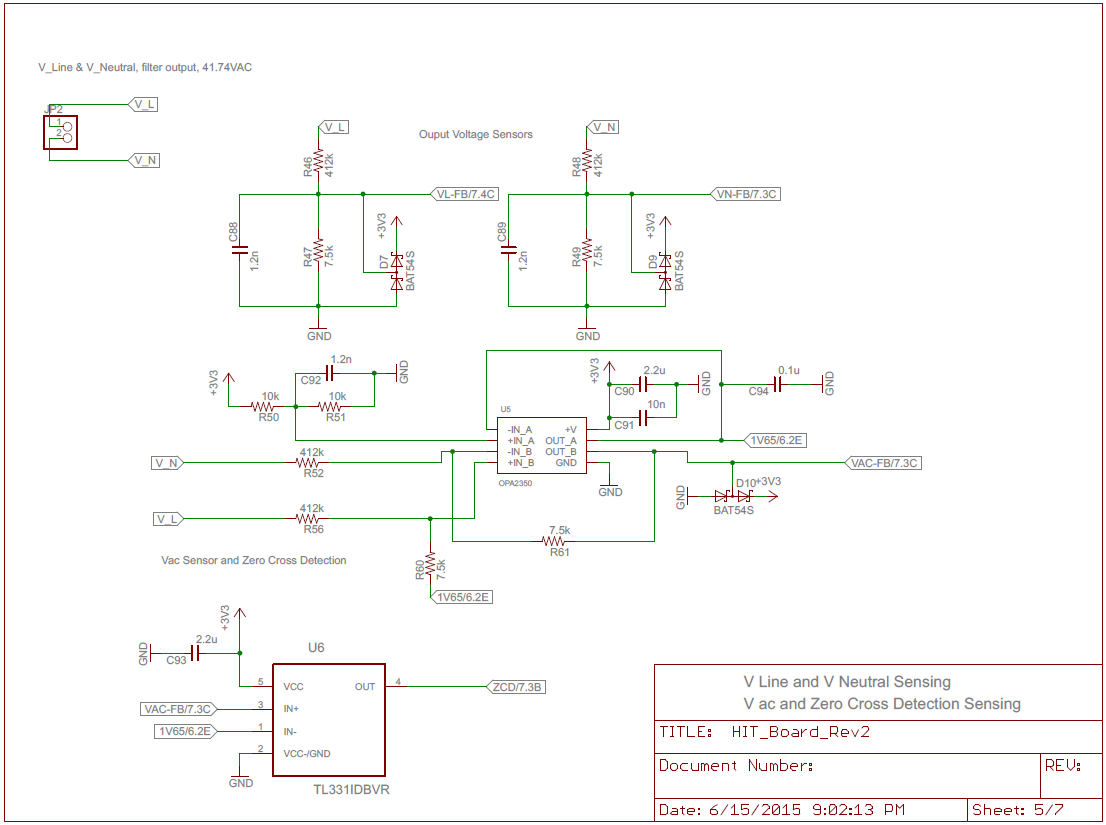 V_Line & V_Neutral, filter output, 41.74VAC
JP2
1
2
V_L
V_N
Ouput Voltage Sensors
V_L
R46
412k
VL-FB/7.4C
C88
1.2n
R47
7.5k
+3V3
D7
BAT54S
GND
V_N
R48
412k
VN-FB/7.3C
C89
1.2n
R49
7.5k
+3V3
D9
BAT54S
GND
+3V3
10k
R50
1.2n
C92
10k
R51
GND
V_N
412k
R52
V_L
412k
R56
U5
-IN_A
+IN_A
-IN_B
+IN_B
+V
OUT_A
OUT_B
GND
OPA2350
+3V3
2.2u
C90
10n
C91
GND
0.1u
C94
GND
1V65/6.2E
GND
VAC-FB/7.3C
GND
D10
+3V3
BAT54S
7.5k
R61
R60
7.5k
1V65/6.2E
Vac Sensor and Zero Cross Detection
+3V3
GND
2.2u
C93
U6
5
VCC
OUT
4
ZCD/7.3B
VAC-FB/7.3C
3
IN+
1V65/6.2E
1
IN-
2
VCC-/GND
GND
TL331IDBVR
V Line and V Neutral Sensing
V ac and Zero Cross Detection Sensing
TITLE: HIT_Board_Rev2
Document Number:
REV:
Date: 6/15/2015 9:02:13 PM
Sheet: 5/7